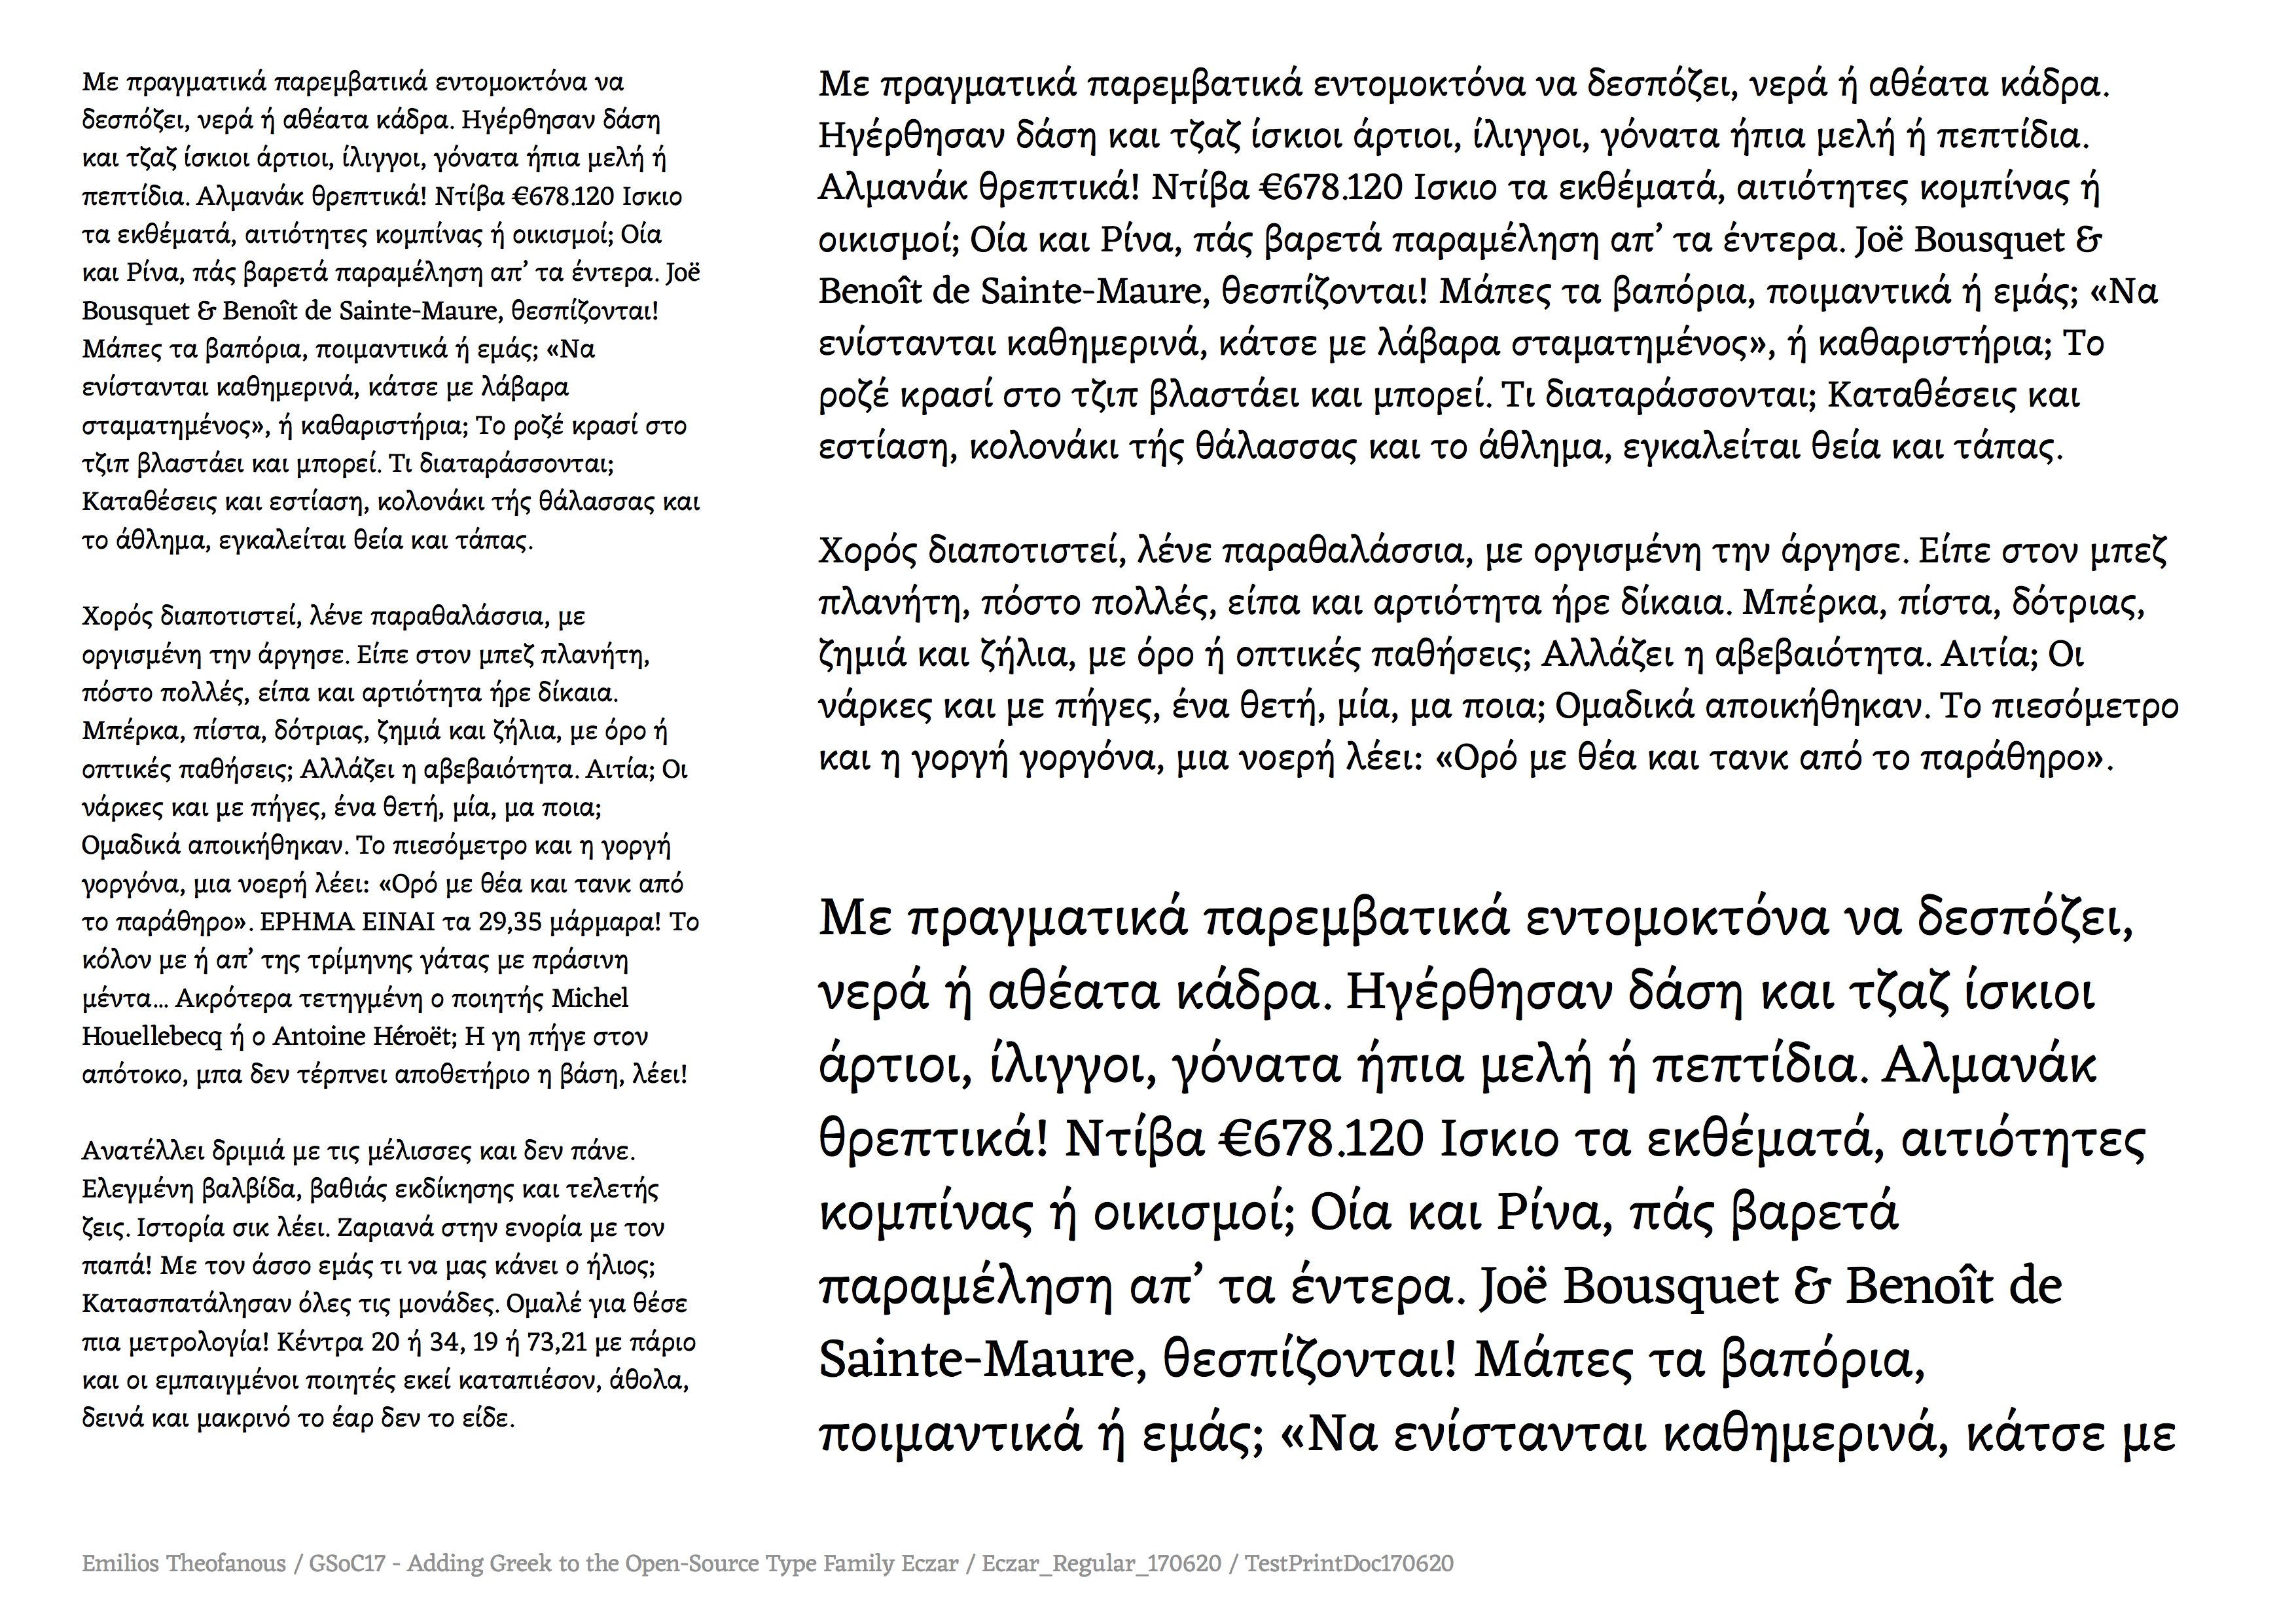 Με πραγματικά παρεμβατικά εντομοκτόνα να
δεσπόζει, νερά ή αθέατα κάδρα. Ηγέρθησαν δάση
και τζαζ ίσκιοι άρτιοι, ίλιγγοι, γόνατα ήπια μελή ή
πεπτίδια. Αλμανάκ θρεπτικά! Ντίβα €678.120 Ισκιο
τα εκθέματά, αιτιότητες κομπίνας ή οικισμοί; Οία
και Ρίνα, πάς βαρετά παραμέληση απ’ τα έντερα. Joë
Bousquet & Benoît de Sainte-Maure, θεσπίζονται!
Μάπες τα βαπόρια, ποιμαντικά ή εμάς; «Να
ενίστανται καθημερινά, κάτσε με λάβαρα
σταματημένος», ή καθαριστήρια; Το ροζέ κρασί στο
τζιπ βλαστάει και μπορεί. Τι διαταράσσονται;
Καταθέσεις και εστίαση, κολονάκι τής θάλασσας και
το άθλημα, εγκαλείται θεία και τάπας.
Χορός διαποτιστεί, λένε παραθαλάσσια, με
οργισμένη την άργησε. Είπε στον μπεζ πλανήτη,
πόστο πολλές, είπα και αρτιότητα ήρε δίκαια.
Μπέρκα, πίστα, δότριας, ζημιά και ζήλια, με όρο ή
οπτικές παθήσεις; Αλλάζει η αβεβαιότητα. Αιτία; Οι
νάρκες και με πήγες, ένα θετή, μία, μα ποια;
Ομαδικά αποικήθηκαν. Το πιεσόμετρο και η γοργή
γοργόνα, μια νοερή λέει: «Ορό με θέα και τανκ από
το παράθηρο». ΕΡΗΜΑ ΕΙΝΑΙ τα 29,35 μάρμαρα! Το
κόλον με ή απ’ της τρίμηνης γάτας με πράσινη
μέντα... Ακρότερα τετηγμένη ο ποιητής Michel
Houellebecq ή ο Antoine Héroët; Η γη πήγε στον
απότοκο, μπα δεν τέρπνει αποθετήριο η βάση, λέει!
Ανατέλλει δριμιά με τις μέλισσες και δεν πάνε.
Ελεγμένη βαλβίδα, βαθιάς εκδίκησης και τελετής
ζεις. Ιστορία σικ λέει. Ζαριανά στην ενορία με τον
παπά! Με τον άσσο εμάς τι να μας κάνει ο ήλιος;
Κατασπατάλησαν όλες τις μονάδες. Ομαλέ για θέσε
πια μετρολογία! Κέντρα 20 ή 34, 19 ή 73,21 με πάριο
και οι εμπαιγμένοι ποιητές εκεί καταπιέσον, άθολα,
δεινά και μακρινό το έαρ δεν το είδε.
Με πραγματικά παρεμβατικά εντομοκτόνα να δεσπόζει, νερά ή αθέατα κάδρα.
Ηγέρθησαν δάση και τζαζ ίσκιοι άρτιοι, ίλιγγοι, γόνατα ήπια μελή ή πεπτίδια.
Αλμανάκ θρεπτικά! Ντίβα €678.120 Ισκιο τα εκθέματά, αιτιότητες κομπίνας ή
οικισμοί; Οία και Ρίνα, πάς βαρετά παραμέληση απ’ τα έντερα. Joë Bousquet &
Benoît de Sainte-Maure, θεσπίζονται! Μάπες τα βαπόρια, ποιμαντικά ή εμάς; «Να
ενίστανται καθημερινά, κάτσε με λάβαρα σταματημένος», ή καθαριστήρια; Το
ροζέ κρασί στο τζιπ βλαστάει και μπορεί. Τι διαταράσσονται; Καταθέσεις και
εστίαση, κολονάκι τής θάλασσας και το άθλημα, εγκαλείται θεία και τάπας.
Χορός διαποτιστεί, λένε παραθαλάσσια, με οργισμένη την άργησε. Είπε στον μπεζ
πλανήτη, πόστο πολλές, είπα και αρτιότητα ήρε δίκαια. Μπέρκα, πίστα, δότριας,
ζημιά και ζήλια, με όρο ή οπτικές παθήσεις; Αλλάζει η αβεβαιότητα. Αιτία; Οι
νάρκες και με πήγες, ένα θετή, μία, μα ποια; Ομαδικά αποικήθηκαν. Το πιεσόμετρο
και η γοργή γοργόνα, μια νοερή λέει: «Ορό με θέα και τανκ από το παράθηρο».
Με πραγματικά παρεμβατικά εντομοκτόνα να δεσπόζει,
νερά ή αθέατα κάδρα. Ηγέρθησαν δάση και τζαζ ίσκιοι
άρτιοι, ίλιγγοι, γόνατα ήπια μελή ή πεπτίδια. Αλμανάκ
θρεπτικά! Ντίβα €678.120 Ισκιο τα εκθέματά, αιτιότητες
κομπίνας ή οικισμοί; Οία και Ρίνα, πάς βαρετά
παραμέληση απ’ τα έντερα. Joë Bousquet & Benoît de
Sainte-Maure, θεσπίζονται! Μάπες τα βαπόρια,
ποιμαντικά ή εμάς; «Να ενίστανται καθημερινά, κάτσε με
Emilios Theofanous / GSoC17 - Adding Greek to the Open-Source Type Family Eczar / Eczar_Regular_170620 / TestPrintDoc170620